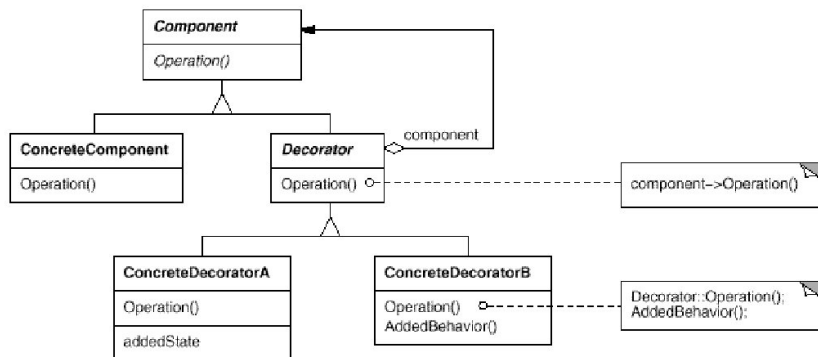 Component
Operation()
component
ConcreteComponent
Operation()
Decorator
Operation()
component->Operation()
ConcreteDecoratorA
Operation()
addedState
ConcreteDecoratorB
Operation()
AddedBehavior()
Decorator::Operation();
AddedBehavior();